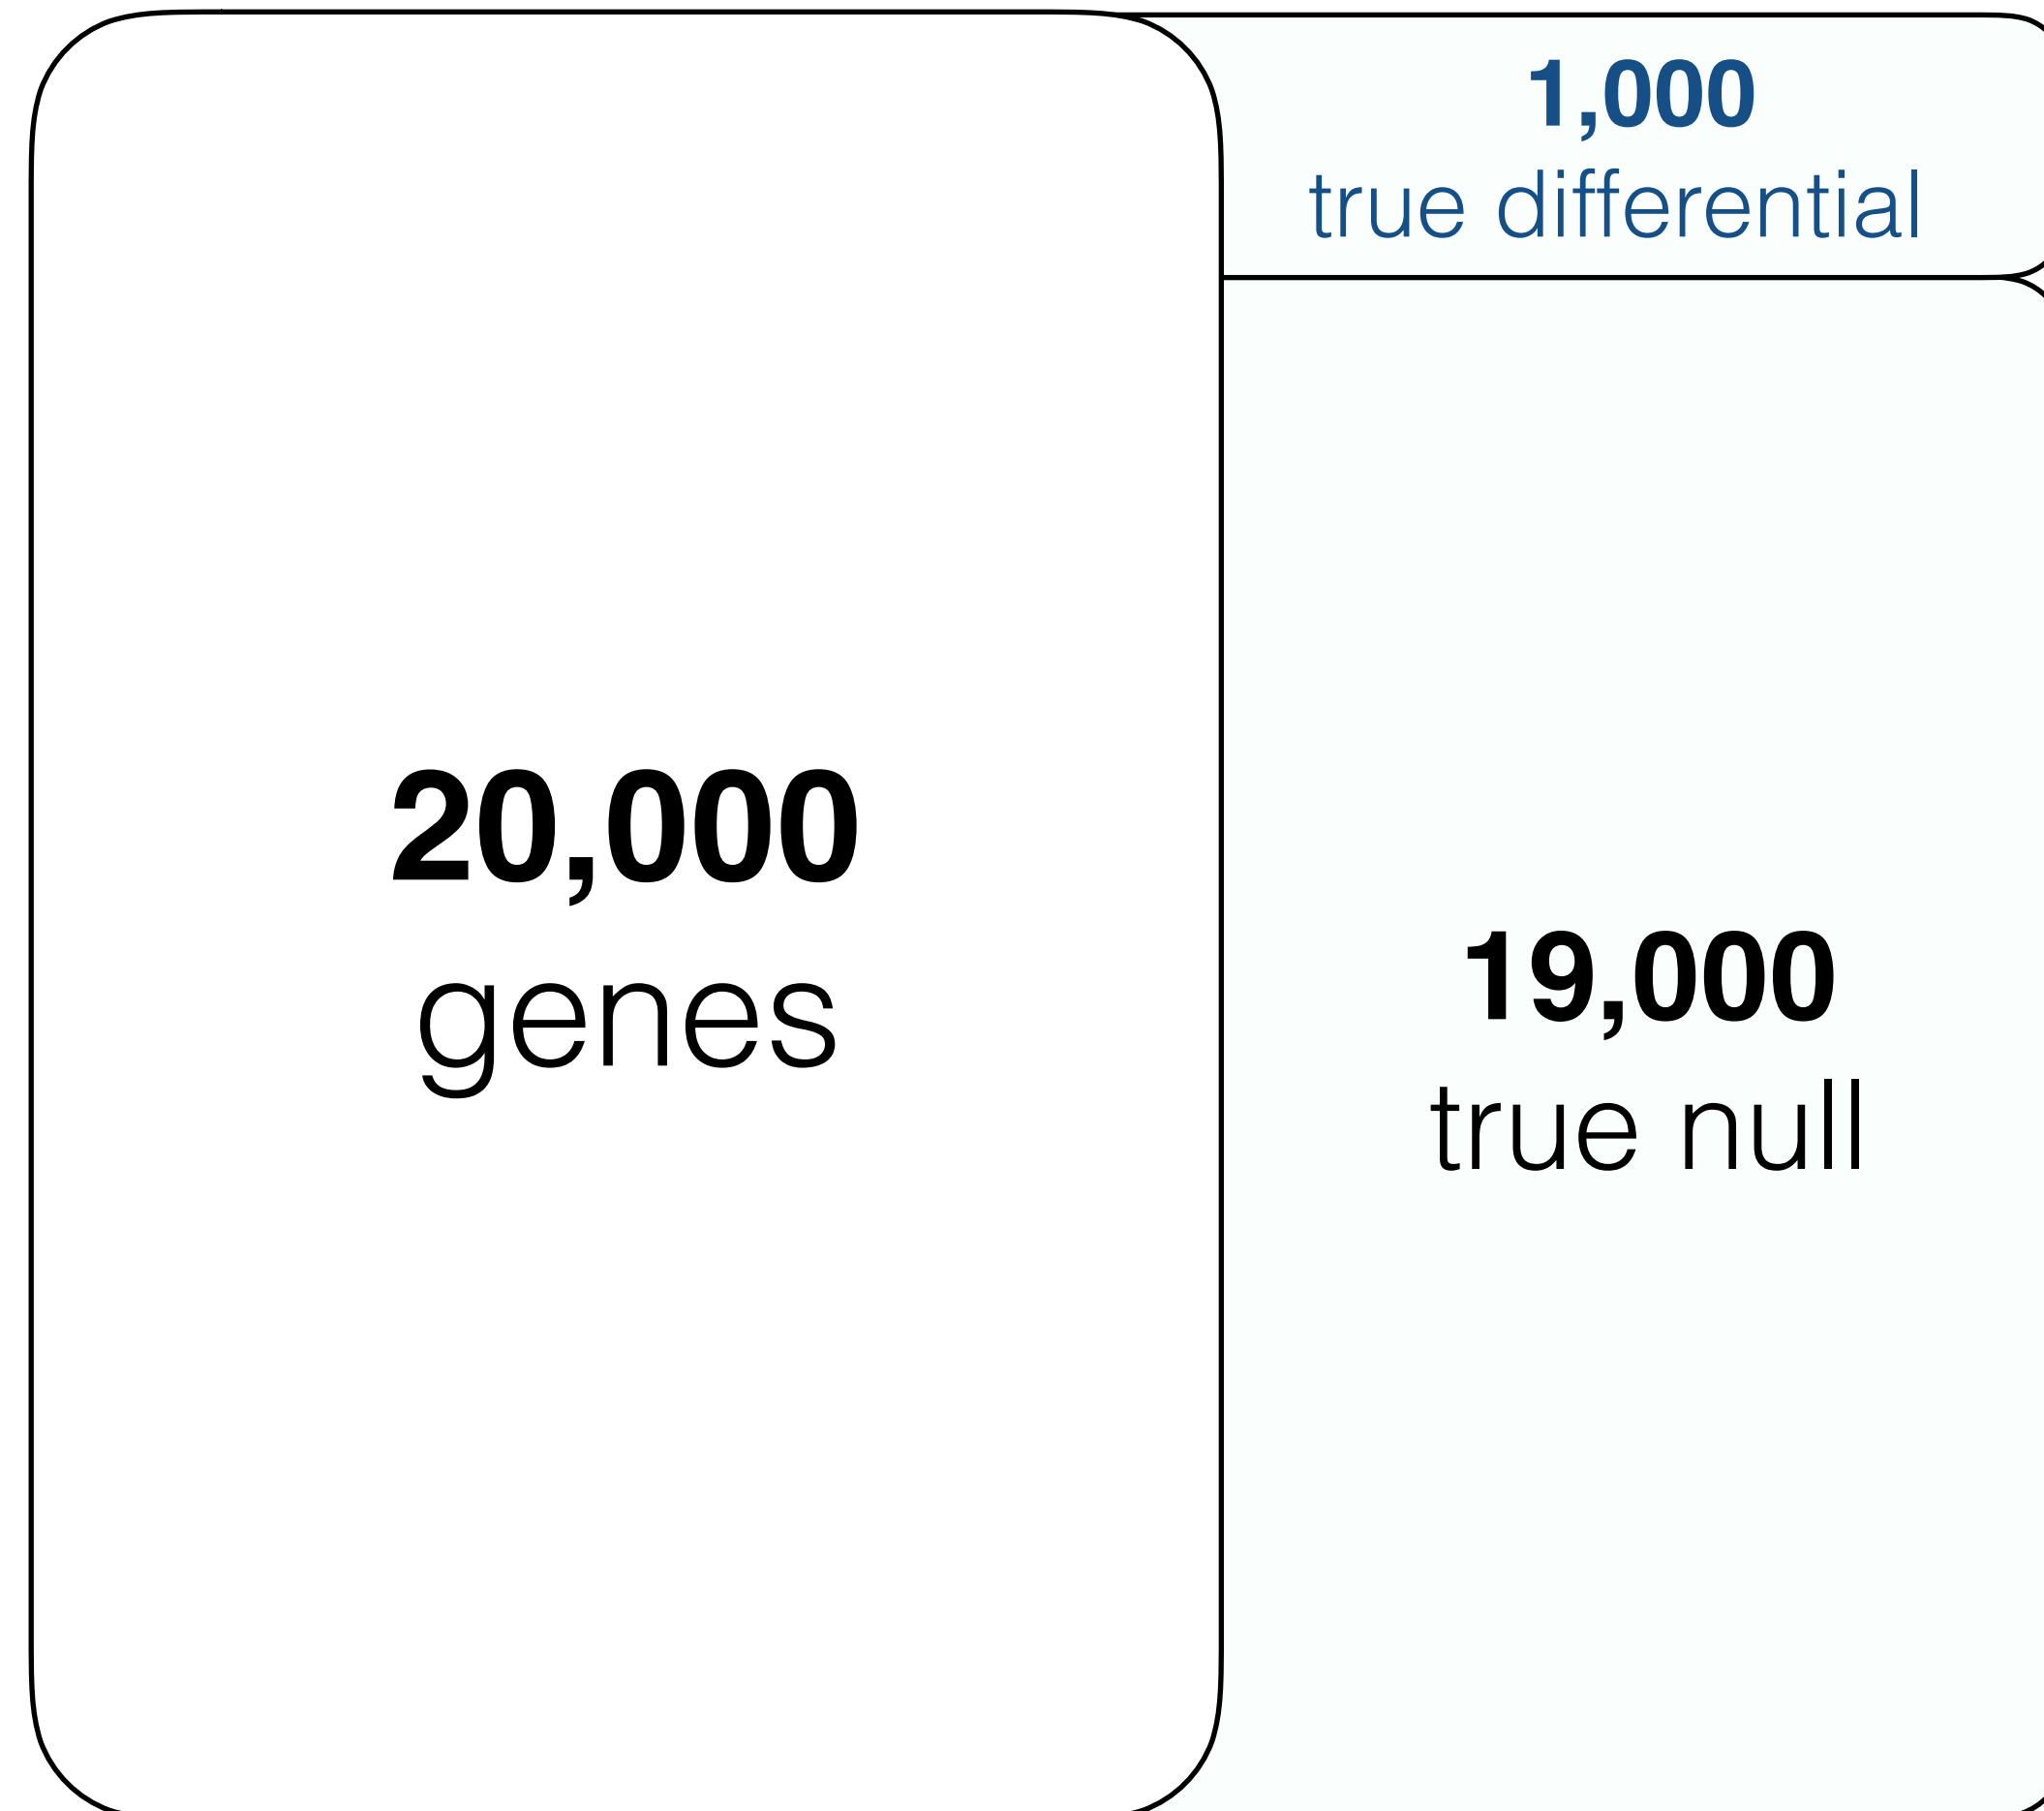 20,000
genes
1,000
true differential
19,000
true null